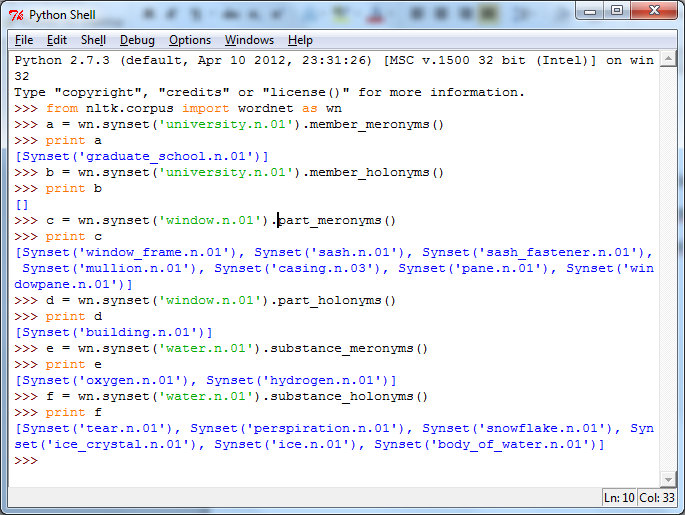 Python Shell
File Edit Shell Debug Options Windows Help
Python 2.7.3 (default, Apr 10 2012, 23:31:26) [MSC v.1500 32 bit (Intel)] on win
32
Type "copyright", "credits" or "license()" for more information.
>>> from nltk.corpus import wordnet as wn
>>> a = wn.synset('university.n.01').member_meronyms()
>>> print a
[Synset('graduate_school.n.01')]
>>> b = wn.synset('university.n.01').member_holonyms()
>>> print b
[]
>>> c = wn.synset('window.n.01').part_meronyms()
>>> print c
[Synset('window_frame.n.01'), Synset('sash.n.01'), Synset('sash_fastener.n.01'),
 Synset('mullion.n.01'), Synset('casing.n.03'), Synset('pane.n.01'), Synset('win
dowpane.n.01')]
>>> d = wn.synset('window.n.01').part_holonyms()
>>> print d
[Synset('building.n.01')]
>>> e = wn.synset('water.n.01').substance_meronyms()
>>> print e
[Synset('oxygen.n.01'), Synset('hydrogen.n.01')]
>>> f = wn.synset('water.n.01').substance_holonyms()
>>> print f
[Synset('tear.n.01'), Synset('perspiration.n.01'), Synset('snowflake.n.01'), Syn
set('ice_crystal.n.01'), Synset('ice.n.01'), Synset('body_of_water.n.01')]
>>>
Ln: 10 Col: 33